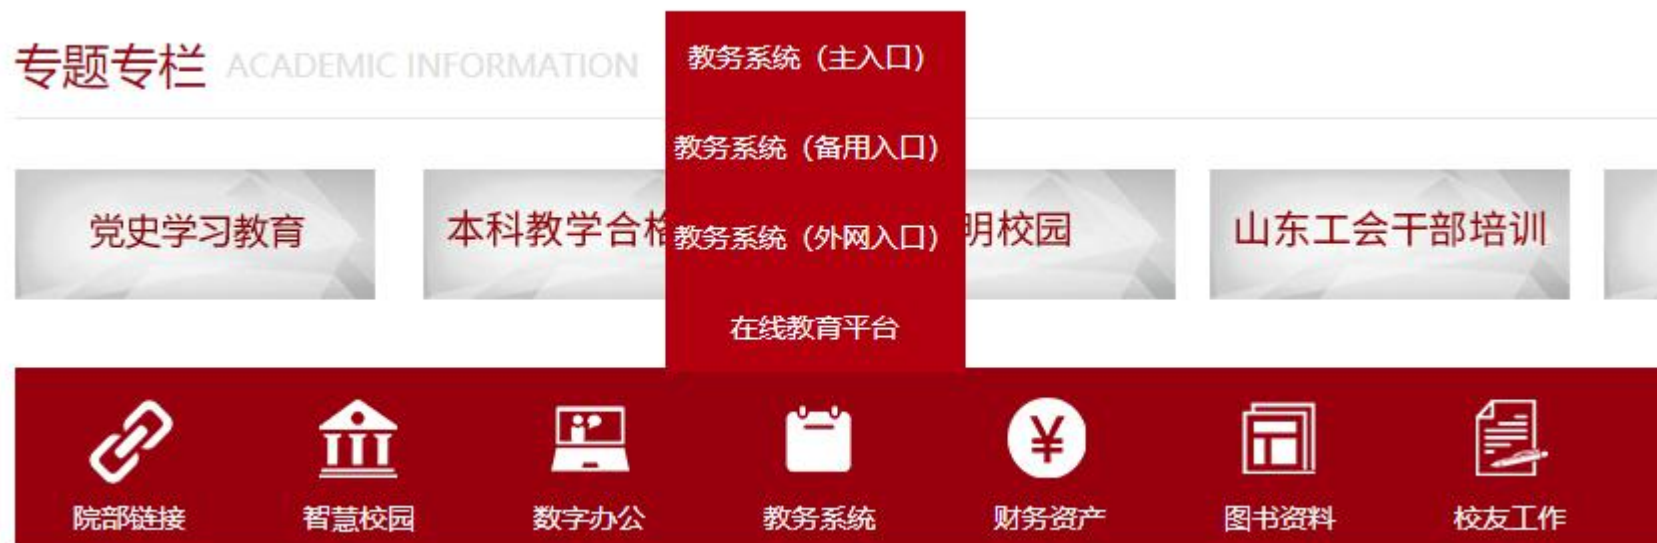 专题专栏 ACADEMIC INFORMATION
教务系统（主入口）
教务系统（备用入口）
党史学习教育
本科教学合格
教务系统（外网入口）
明校园
山东工会干部培训
在线教育平台
院部链接
智慧校园
数字办公
教务系统
财务资产
图书资料
校友工作